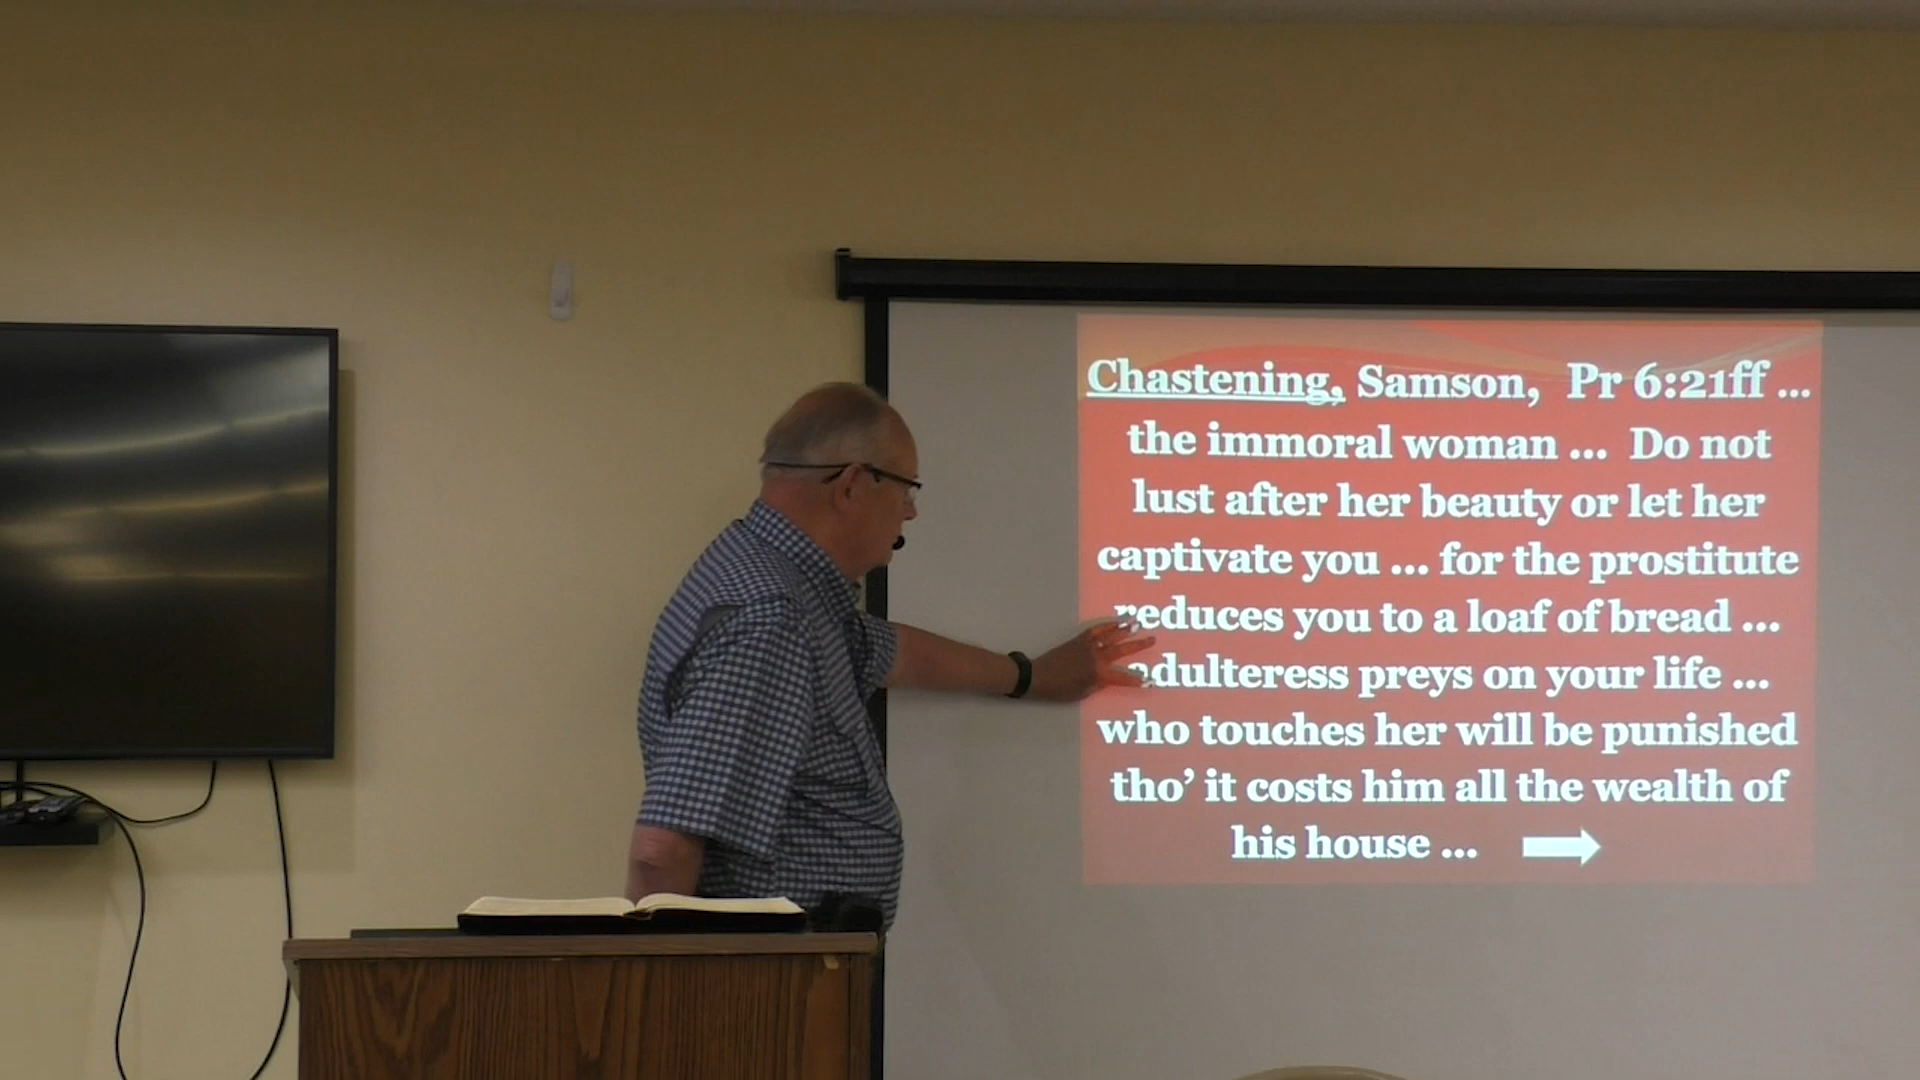 Chastening, Samson, Pr 6:21ff ...
the immoral woman ... Do not
lust after her beauty or let her
captivate you ... for the prostitute
reduces you to a loaf of bread ...
adulteress preys on your life ...
who touches her will be punished
tho’ it costs him all the wealth of
his house ...